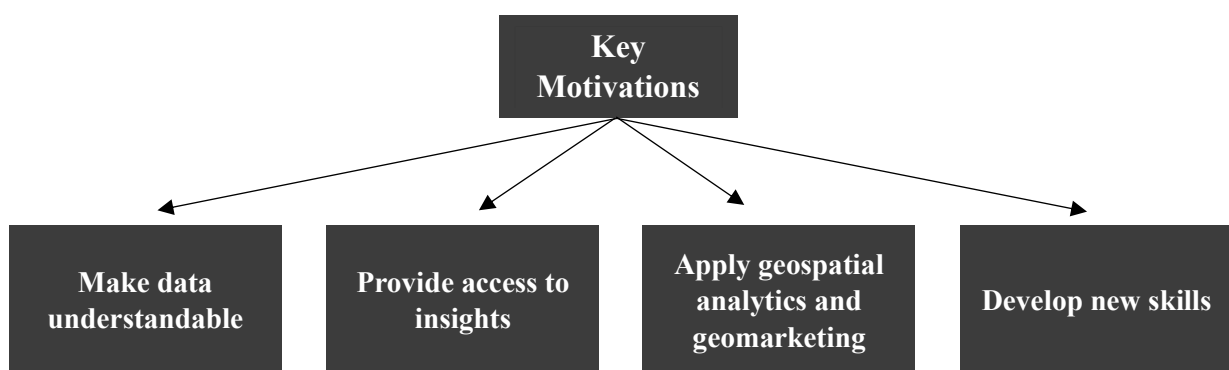 Key
Motivations
Make data
understandable
Provide access to
insights
Apply geospatial
analytics and
geomarketing
Develop new skills